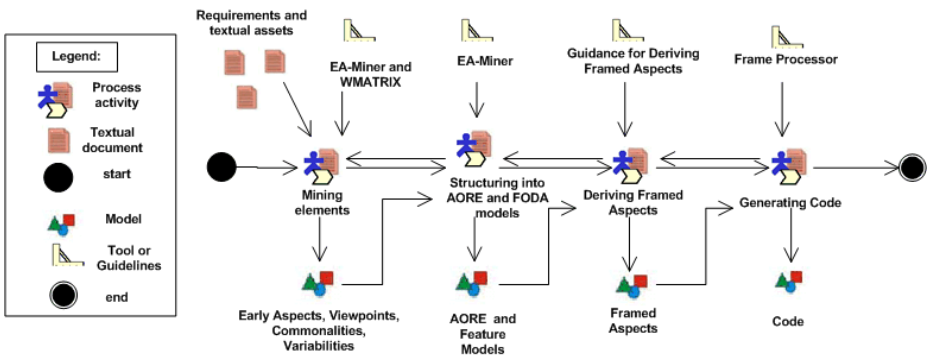 Legend:
Process
activity
Textual
document
start
Model
Tool or
Guidelines
end
Requirements and
textual assets
EA-Miner and
WMATRIX
EA-Miner
Guidance for Deriving
Framed Aspects
Frame Processor
Mining
elements
Structuring into
AORE and FODA
models
Deriving Framed
Aspects
Generating Code
Early Aspects, Viewpoints,
Commonalities,
Variabilities
AORE and
Feature
Models
Framed
Aspects
Code